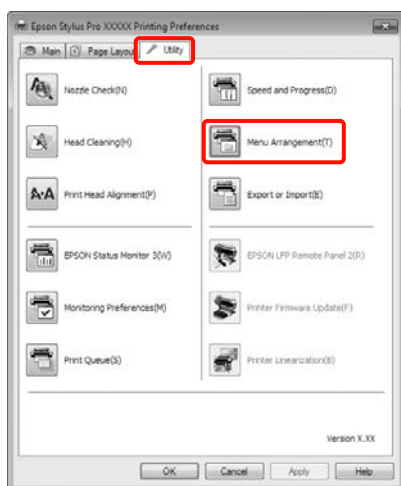 Epson Stylus Pro XXXXX Printing Preferences
Main Page Layout Utility
Nozzle Check(N)
Speed and Progress(D)
Head Cleaning(H)
Menu Arrangement(T)
Print Head Alignment(P)
Export or Import(E)
EPSON Status Monitor 3(W)
EPSON LFP Remote Panel 2(R)
Monitoring Preferences(M)
Printer Firmware Update(F)
Print Queue(S)
Printer Linearization(B)
Version X.XX
OK Cancel Apply Help